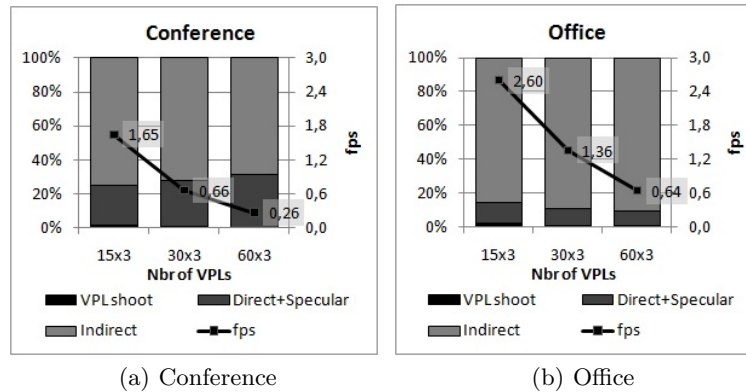 Conference
100% 3,0
80% 2,4
60% 1,8
40% 1,2
20% 0,6
0% 0,0
fps
1,65
0,66
0,26
15x3 30x3 60x3
Nbr of VPLs
VPL shoot Direct+Specular
Indirect fps
(a) Conference
Office
100% 3,0
80% 2,4
60% 1,8
40% 1,2
20% 0,6
0% 0,0
fps
2,60
1,36
0,64
15x3 30x3 60x3
Nbr of VPLs
VPL shoot Direct+Specular
Indirect fps
(b) Office